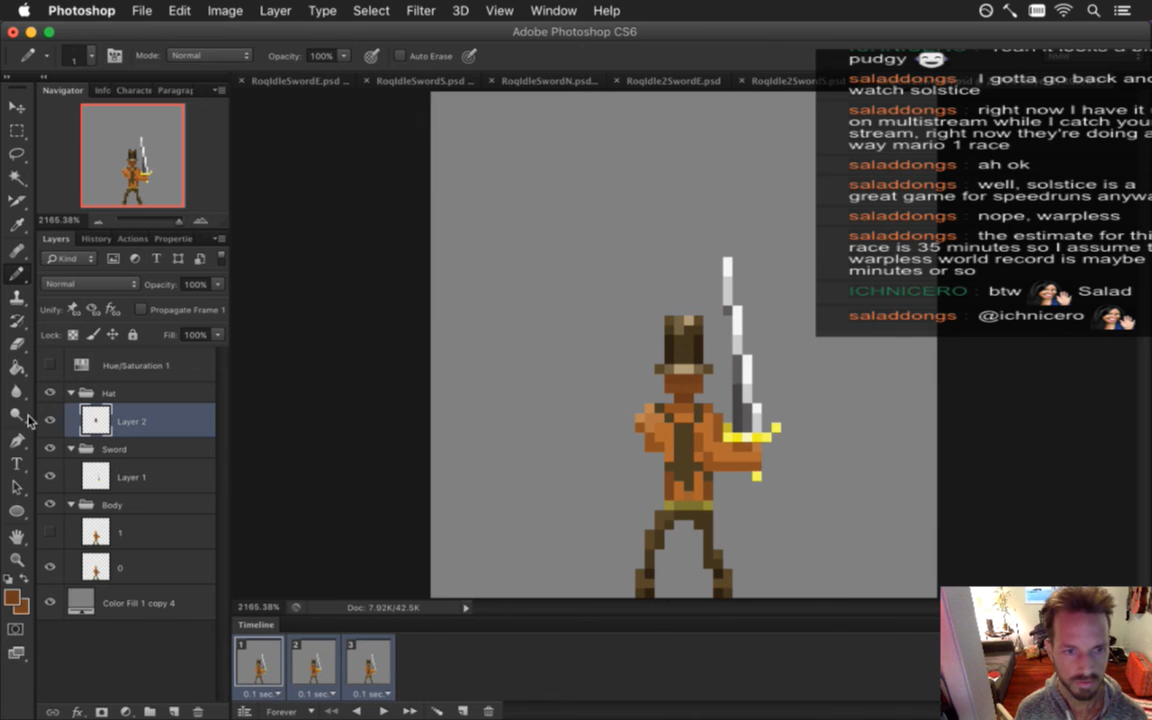 Photoshop File Edit Image Layer Type Select Filter 3D View Window Help
Adobe Photoshop CS6
1 Mode: Normal Opacity: 100% Auto Erase
RoqIdleSwordE.psd ... RoqIdleSwordS.psd ... RoqIdleSwordN.psd... RoqIdle2SwordE.psd
Navigator Info Characte Paragra
2165.38%
Layers History Actions Propertie
Kind
Normal Opacity: 100%
Unify: Propagate Frame 1
Lock: Fill: 100%
Hue/Saturation 1
Hat
Layer 2
Sword
Layer 1
Body
1
0
Color Fill 1 copy 4
pudgy
saladdongs : I gotta go back and
watch solstice
saladdongs : right now I have it
on multistream while I catch you
stream, right now they're doing a
way mario 1 race
saladdongs : ah ok
saladdongs : well, solstice is a
great game for speedruns anywa
saladdongs : nope, warpless
saladdongs : the estimate for thi
race is 35 minutes so I assume t
warpless world record is maybe
minutes or so
ICHNICERO : btw Salad
saladdongs : @ichnicero
2165.38% Doc: 7.92K/42.5K
Timeline
1 2 3
0.1 sec. 0.1 sec. 0.1 sec.
Forever